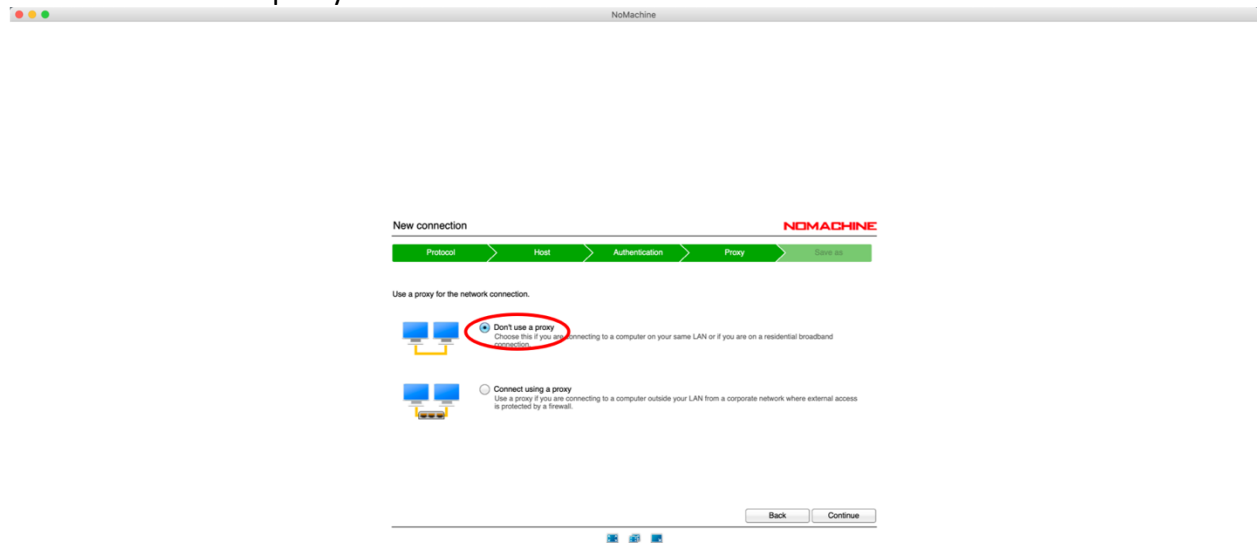 NoMachine
New connection
NOMACHINE
Protocol
Host
Authentication
Proxy
Save as
Use a proxy for the network connection.
Don't use a proxy
Choose this if you are connecting to a computer on your same LAN or if you are on a residential broadband
connection.
Connect using a proxy
Use a proxy if you are connecting to a computer outside your LAN from a corporate network where external access
is protected by a firewall.
Back
Continue